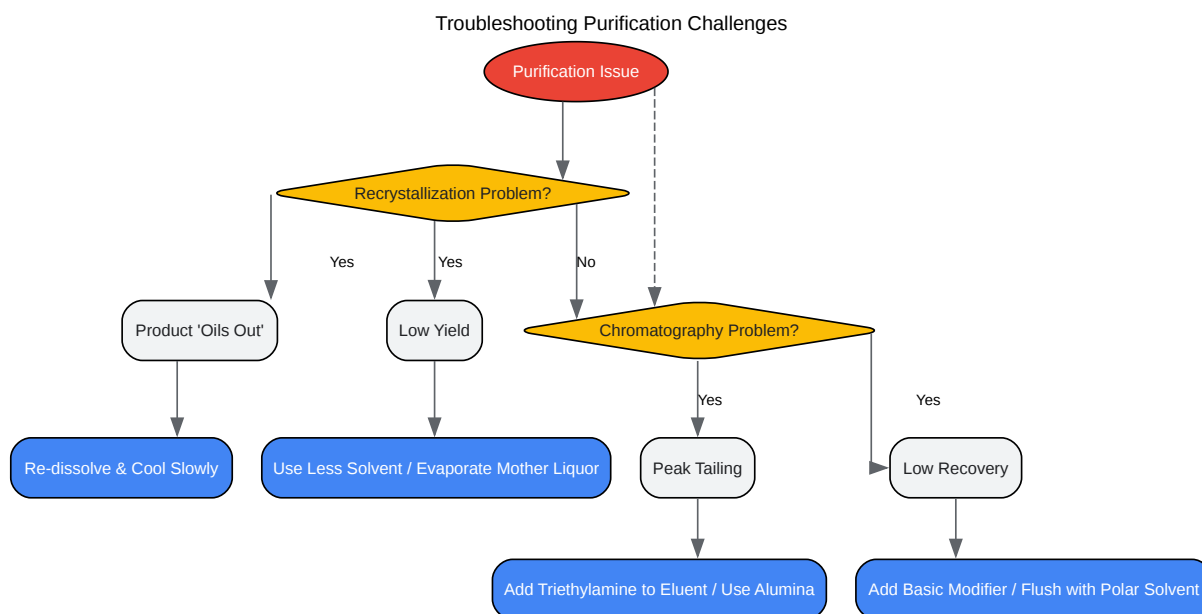 Troubleshooting Purification Challenges
Purification Issue
Recrystallization Problem?
Yes
Yes
No
Product 'Oils Out'
Low Yield
Chromatography Problem?
Yes
Yes
Re-dissolve & Cool Slowly
Use Less Solvent / Evaporate Mother Liquor
Peak Tailing
Low Recovery
Add Triethylamine to Eluent / Use Alumina
Add Basic Modifier / Flush with Polar Solvent